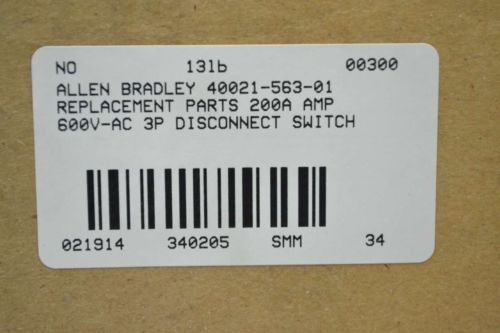 NO 131b 00300
ALLEN BRADLEY 40021-563-01
REPLACEMENT PARTS 200A AMP
600V-AC 3P DISCONNECT SWITCH
021914 340205 SMM 34